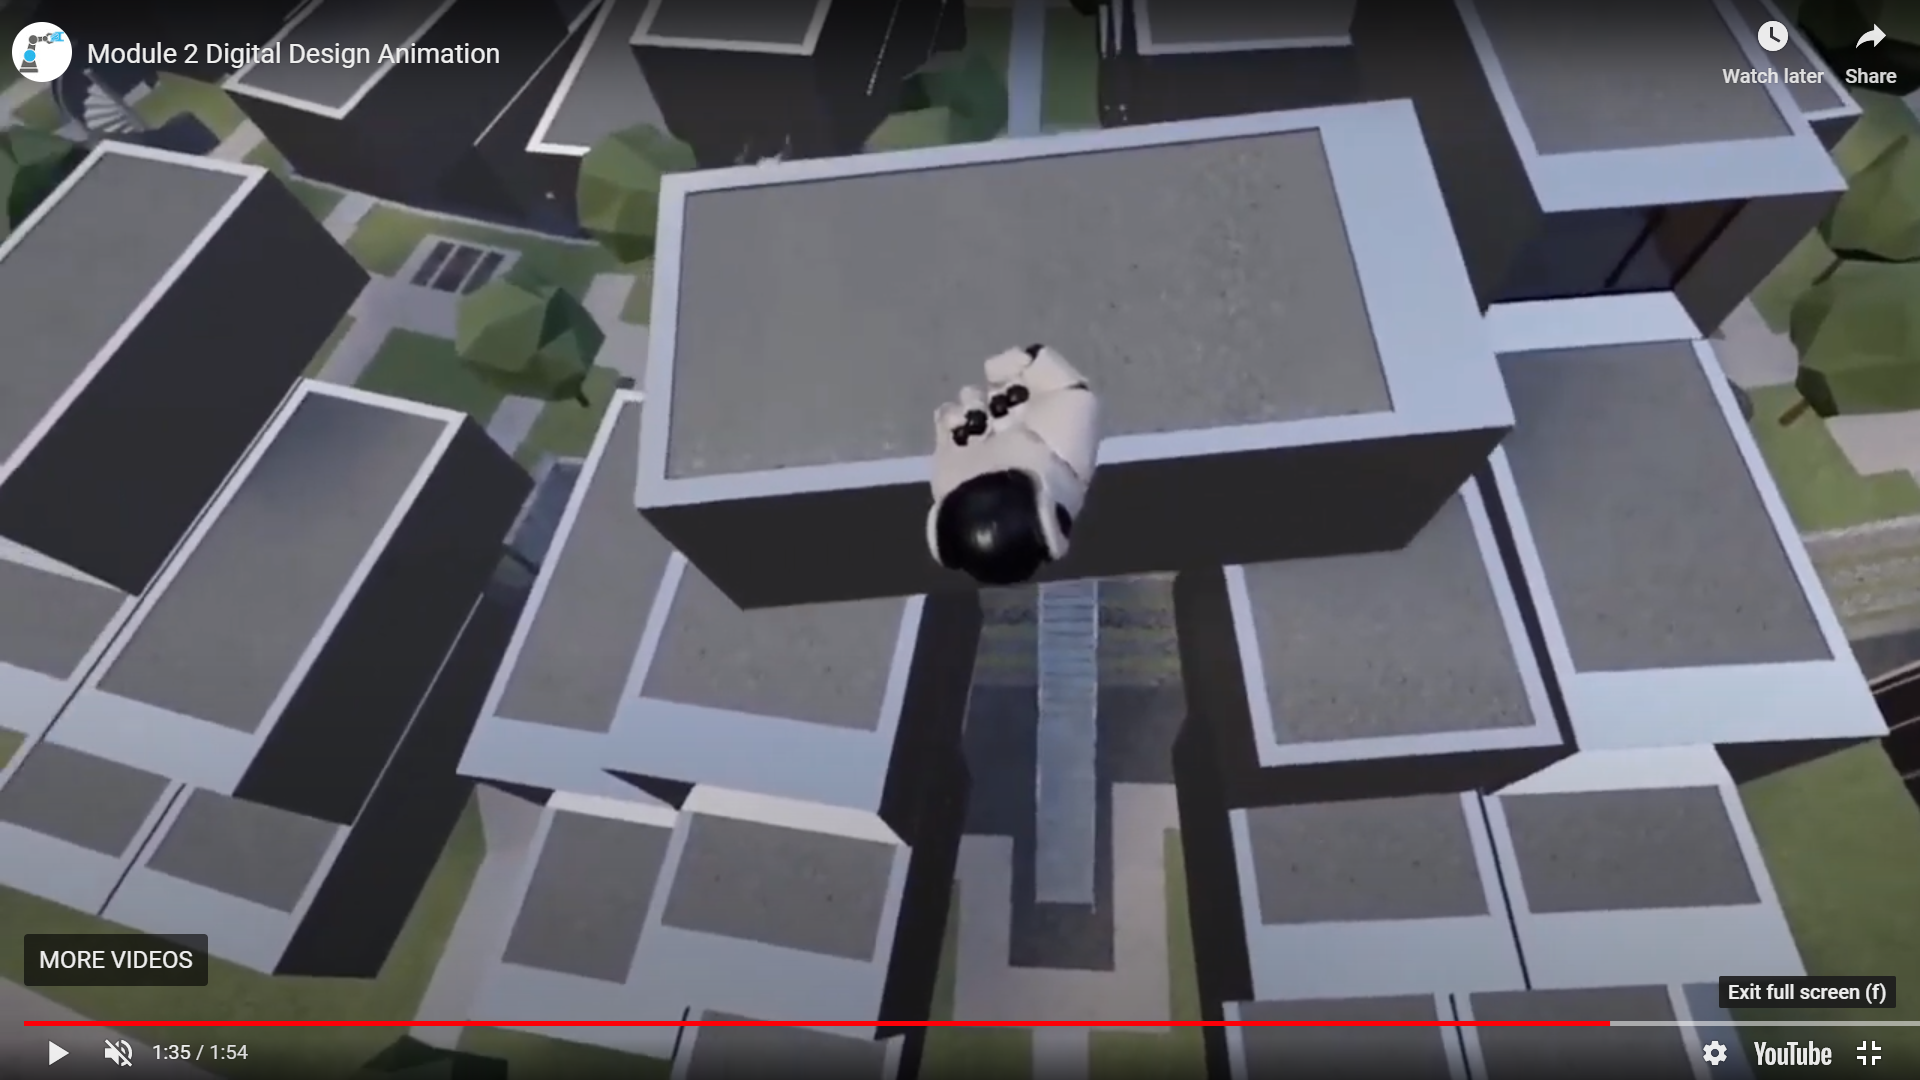 Module 2 Digital Design Animation
Watch later
Share
MORE VIDEOS
Exit full screen (f)
1:35 / 1:54
YouTube